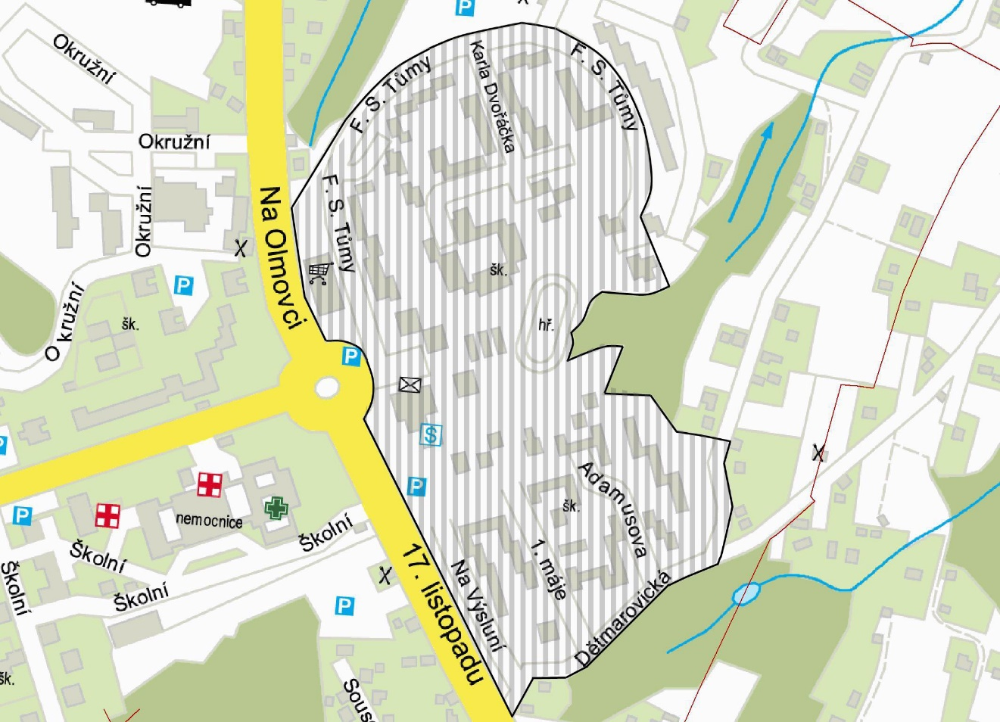 P
Okružní
F. S. Tůmy
Karla Dvořáčka
F. S. Tůmy
Okružní
Okružní
Na Olmovci
F. S. Tůmy
šk.
P
Okružní
šk.
hř.
P
S
P
P
nemocnice
Školní
Školní
Školní
Školní
P
17. listopadu
Na Výsluní
1. máje
šk.
Adamusova
Dětmarovická
šk.
Sous